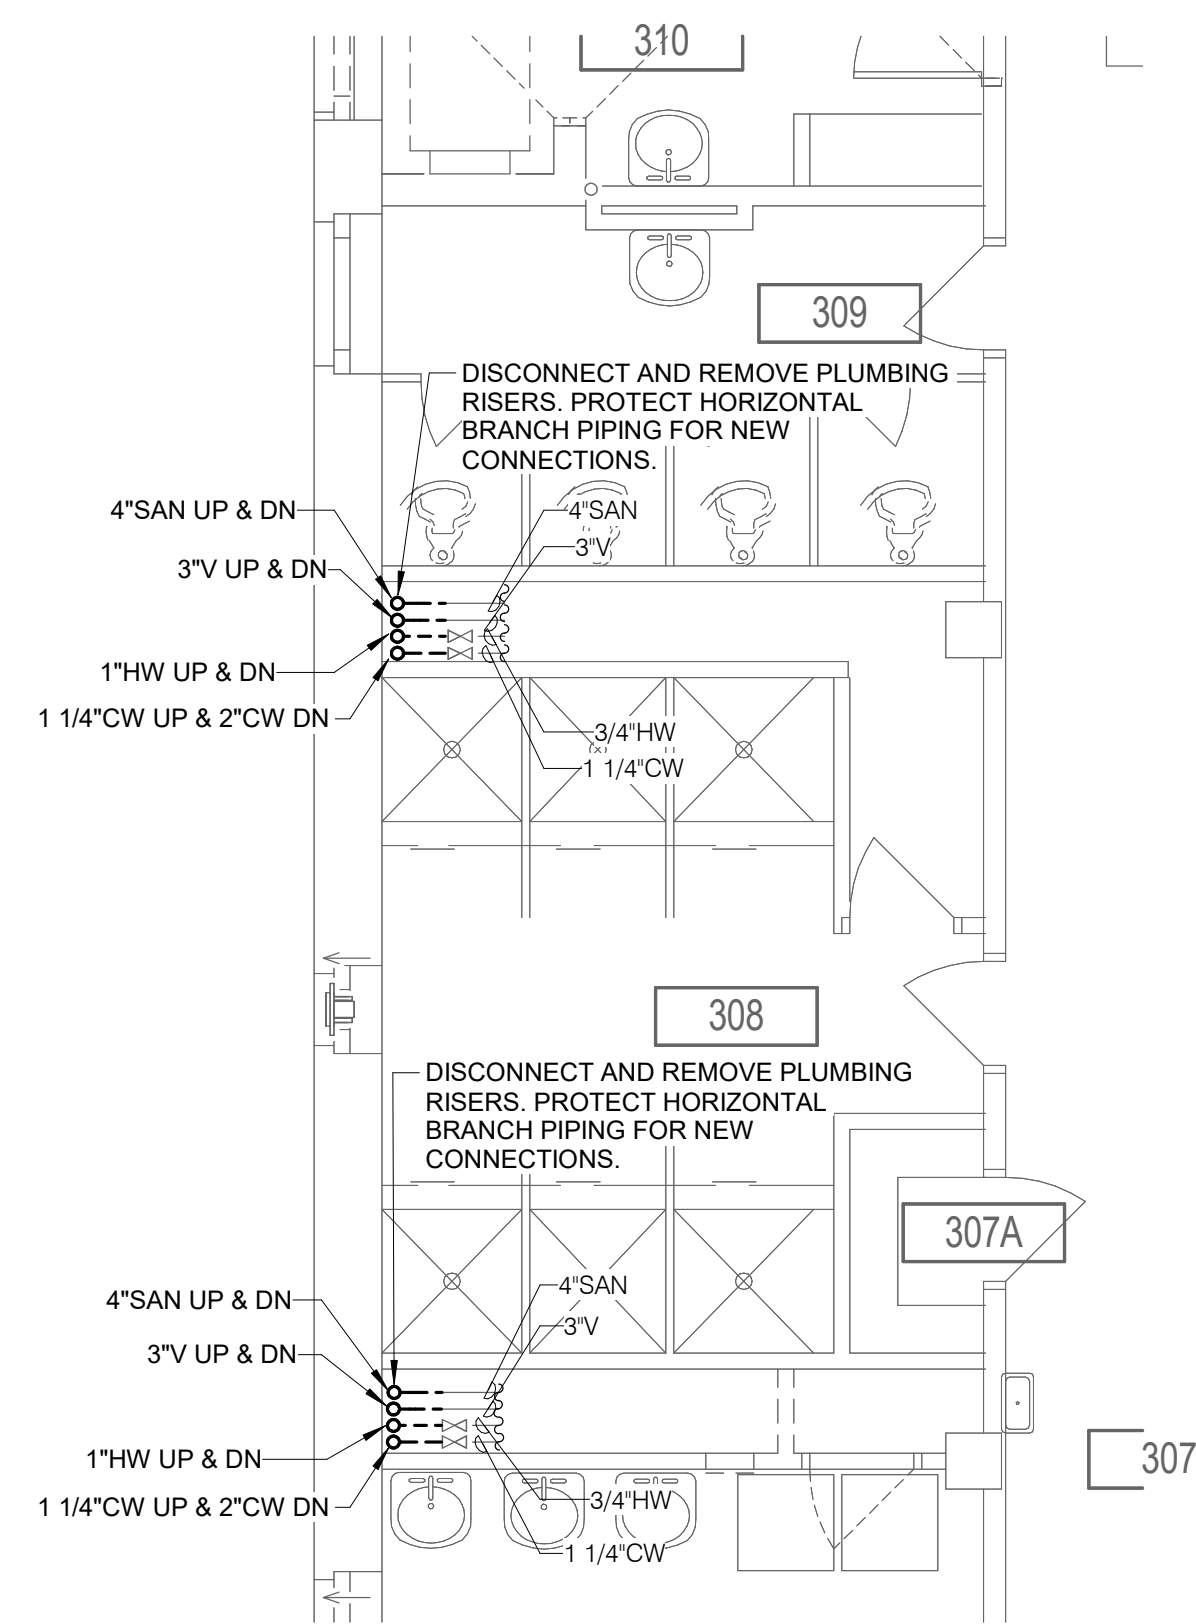 310
309
DISCONNECT AND REMOVE PLUMBING
RISERS. PROTECT HORIZONTAL
BRANCH PIPING FOR NEW
CONNECTIONS.
4"SAN UP & DN
4"SAN
3"V
3"V UP & DN
1"HW UP & DN
1 1/4"CW UP & 2"CW DN
3/4"HW
1 1/4"CW
308
DISCONNECT AND REMOVE PLUMBING
RISERS. PROTECT HORIZONTAL
BRANCH PIPING FOR NEW
CONNECTIONS.
307A
4"SAN UP & DN
4"SAN
3"V
3"V UP & DN
1"HW UP & DN
307
1 1/4"CW UP & 2"CW DN
3/4"HW
1 1/4"CW